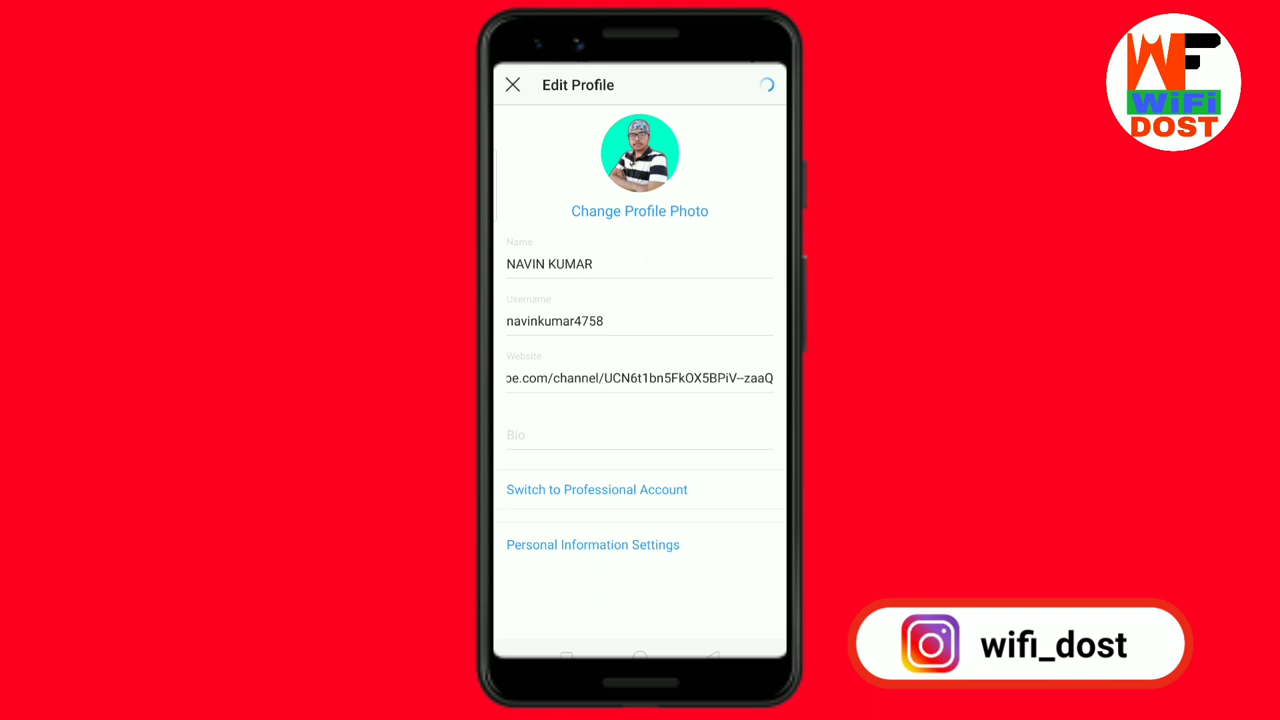 Edit Profile
Change Profile Photo
Name
NAVIN KUMAR
Username
navinkumar4758
Website
be.com/channel/UCN6t1bn5FkOX5BPiV--zaaQ
Bio
Switch to Professional Account
Personal Information Settings
WF
WiFi
DOST
wifi_dost